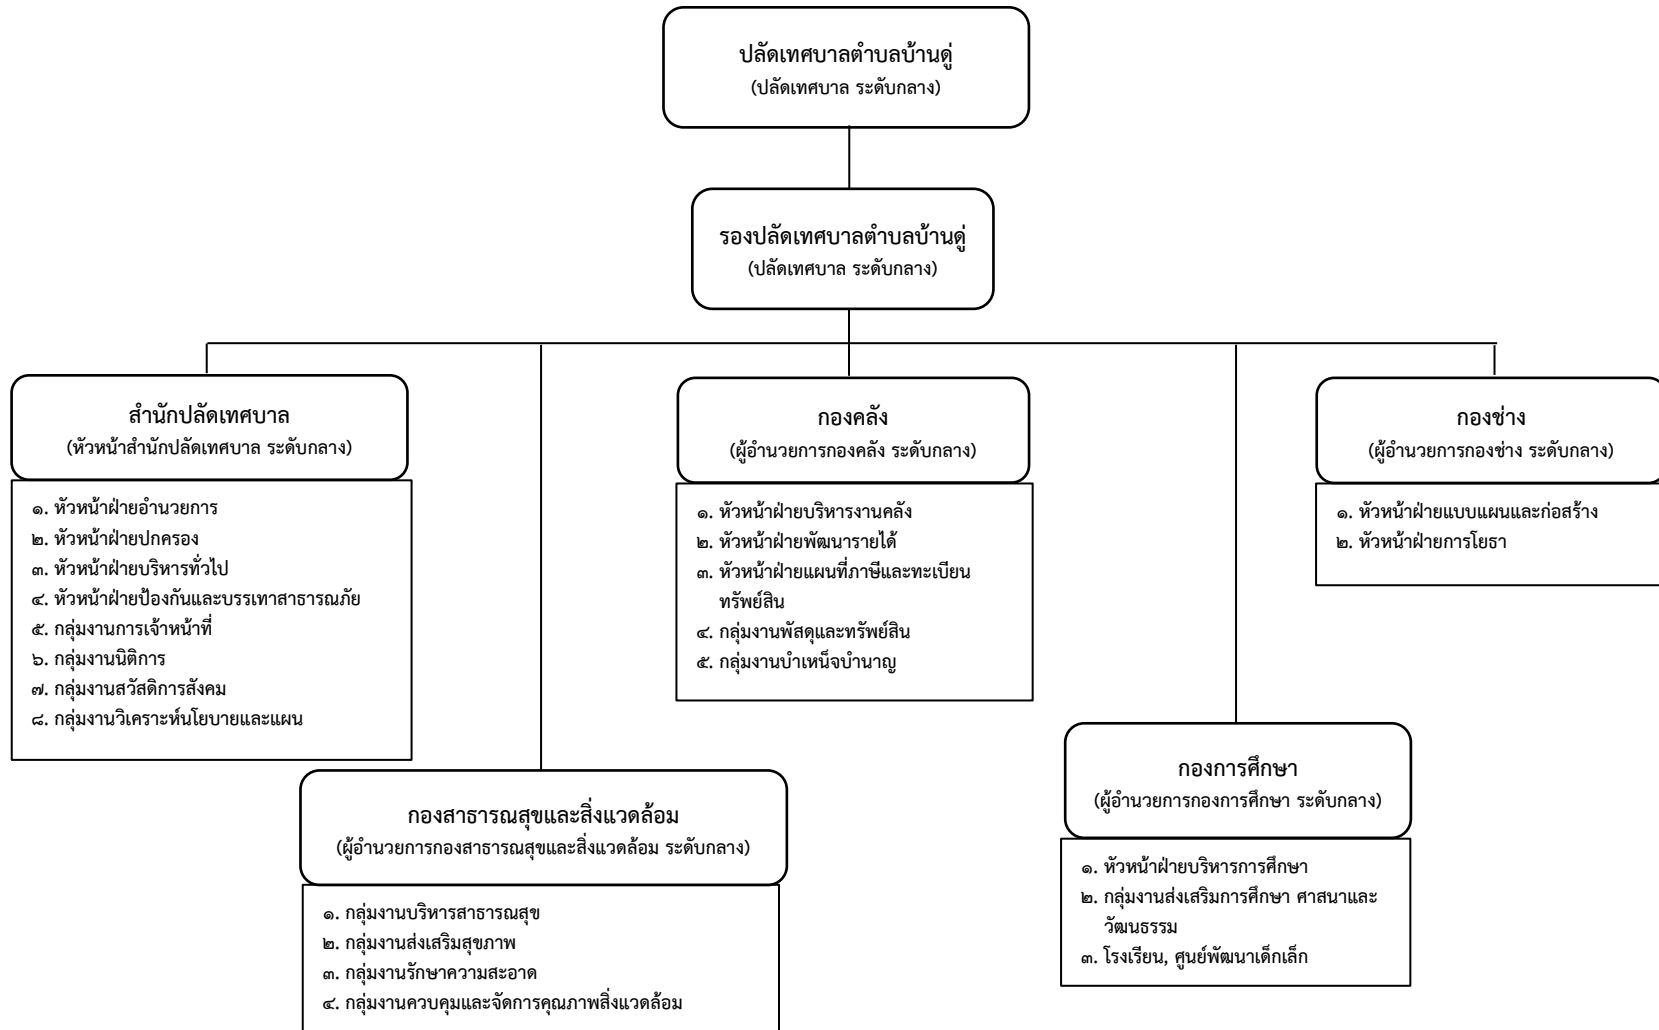 ปลัดเทศบาลตำบลบ้านดู่
(ปลัดเทศบาล ระดับกลาง)
รองปลัดเทศบาลตำบลบ้านดู่
(ปลัดเทศบาล ระดับกลาง)
สำนักปลัดเทศบาล
(หัวหน้าสำนักปลัดเทศบาล ระดับกลาง)
๑. หัวหน้าฝ่ายอำนวยการ
๒. หัวหน้าฝ่ายปกครอง
๓. หัวหน้าฝ่ายบริหารทั่วไป
๔. หัวหน้าฝ่ายป้องกันและบรรเทาสาธารณภัย
๕. กลุ่มงานการเจ้าหน้าที่
๖. กลุ่มงานนิติการ
๗. กลุ่มงานสวัสดิการสังคม
๘. กลุ่มงานวิเคราะห์นโยบายและแผน
กองคลัง
(ผู้อำนวยการกองคลัง ระดับกลาง)
๑. หัวหน้าฝ่ายบริหารงานคลัง
๒. หัวหน้าฝ่ายพัฒนารายได้
๓. หัวหน้าฝ่ายแผนที่ภาษีและทะเบียน
ทรัพย์สิน
๔. กลุ่มงานพัสดุและทรัพย์สิน
๕. กลุ่มงานบำเหน็จบำนาญ
กองช่าง
(ผู้อำนวยการกองช่าง ระดับกลาง)
๑. หัวหน้าฝ่ายแบบแผนและก่อสร้าง
๒. หัวหน้าฝ่ายการโยธา
กองสาธารณสุขและสิ่งแวดล้อม
(ผู้อำนวยการกองสาธารณสุขและสิ่งแวดล้อม ระดับกลาง)
๑. กลุ่มงานบริหารสาธารณสุข
๒. กลุ่มงานส่งเสริมสุขภาพ
๓. กลุ่มงานรักษาความสะอาด
๔. กลุ่มงานควบคุมและจัดการคุณภาพสิ่งแวดล้อม
กองการศึกษา
(ผู้อำนวยการกองการศึกษา ระดับกลาง)
๑. หัวหน้าฝ่ายบริหารการศึกษา
๒. กลุ่มงานส่งเสริมการศึกษา ศาสนาและ
วัฒนธรรม
๓. โรงเรียน, ศูนย์พัฒนาเด็กเล็ก